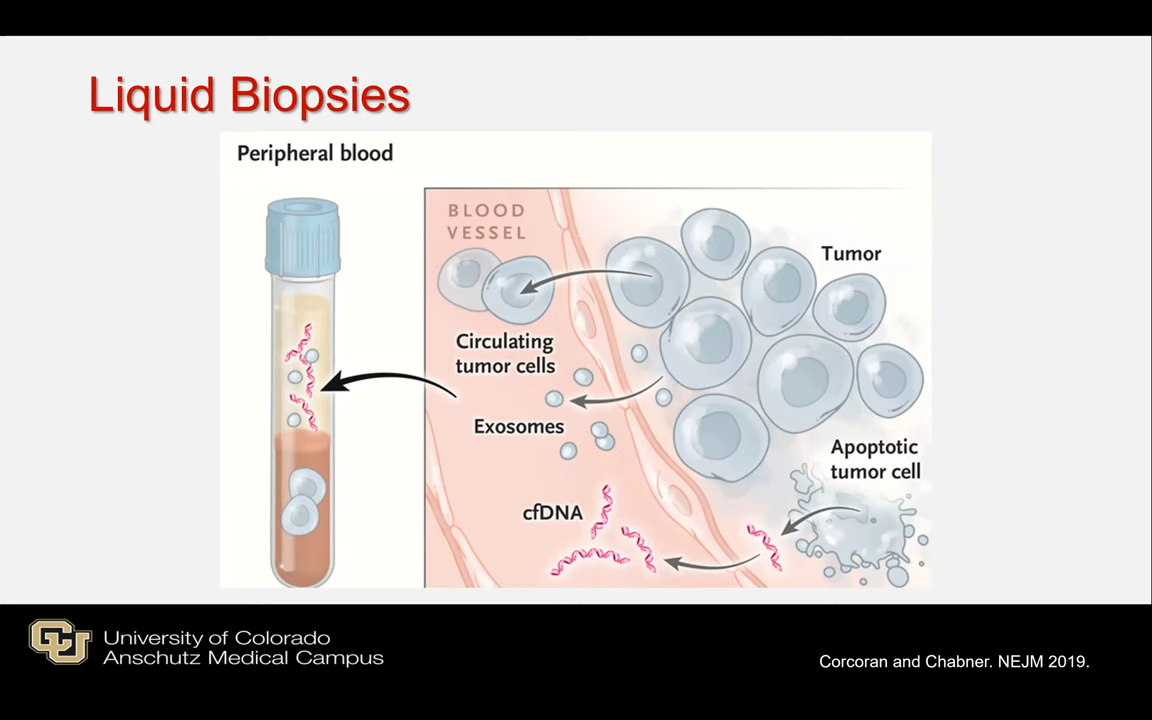 Liquid Biopsies
Peripheral blood
BLOOD
VESSEL
Tumor
Circulating
tumor cells
Exosomes
Apoptotic
tumor cell
cfDNA
CU
University of Colorado
Anschutz Medical Campus
Corcoran and Chabner. NEJM 2019.